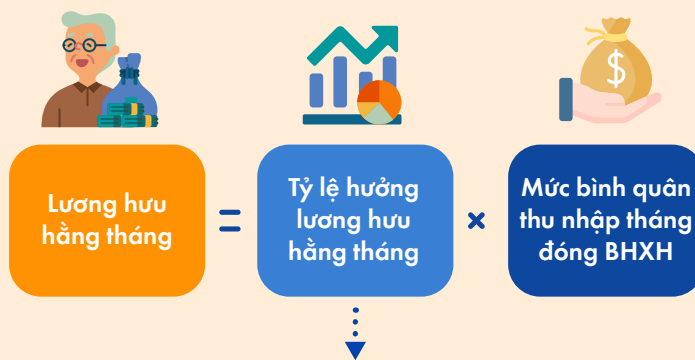 $
Lương hưu
hằng tháng
=
Tỷ lệ hưởng
lương hưu
hằng tháng
×
Mức bình quân
thu nhập tháng
đóng BHXH